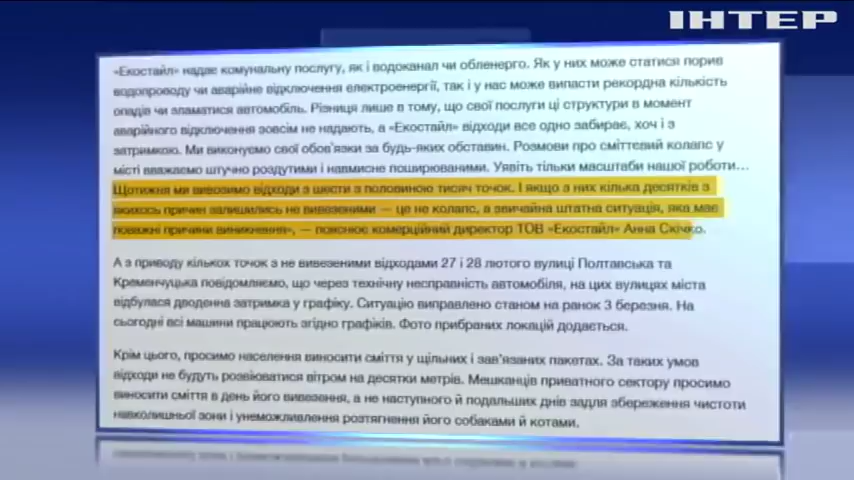 ІНТЕР
«Екостайл» надає комунальну послугу, як і водоканал чи обленерго. Як у них може статися порив
водопроводу чи аварійне відключення електроенергії, так і у нас може випасти рекордна кількість
опадів чи зламатися автомобіль. Різниця лише в тому, що свої послуги ці структури в момент
аварійного відключення зовсім не надають, а «Екостайл» відходи все одно забирає, хоч і з
затримкою. Ми виконуємо свої обов'язки за будь-яких обставин. Розмови про сміттєвий колапс у
місті вважаємо штучно роздутими і навмисне поширюваними. Уявіть тільки масштаби нашої роботи…
Щотижня ми вивозимо відходи з шести з половиною тисяч точок. І якщо з них кілька десятків з
якихось причин залишились не вивезеними — це не колапс, а звичайна штатна ситуація, яка має
поважні причини виникнення», — пояснює комерційний директор ТОВ «Екостайл» Анна Скічко.
А з приводу кількох точок з не вивезеними відходами 27 і 28 лютого вулиці Полтавська та
Кременчуцька повідомляємо, що через технічну несправність автомобіля, на цих вулицях міста
відбулася дводенна затримка у графіку. Ситуацію виправлено станом на ранок 3 березня. На
сьогодні всі машини працюють згідно графіків. Фото прибраних локацій додається.
Крім цього, просимо населення виносити сміття у щільних і зав'язаних пакетах. За таких умов
відходи не будуть розвіюватися вітром на десятки метрів. Мешканців приватного сектору просимо
виносити сміття в день його вивезення, а не наступного й подальших днів задля збереження чистоти
навколишньої зони і унеможливлення розтягнення його собаками й котами.